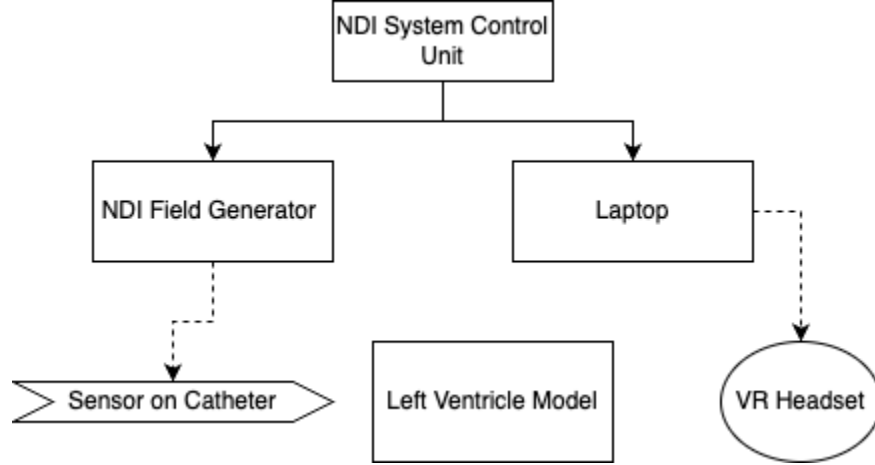 NDI System Control
Unit
NDI Field Generator
Laptop
Sensor on Catheter
Left Ventricle Model
VR Headset